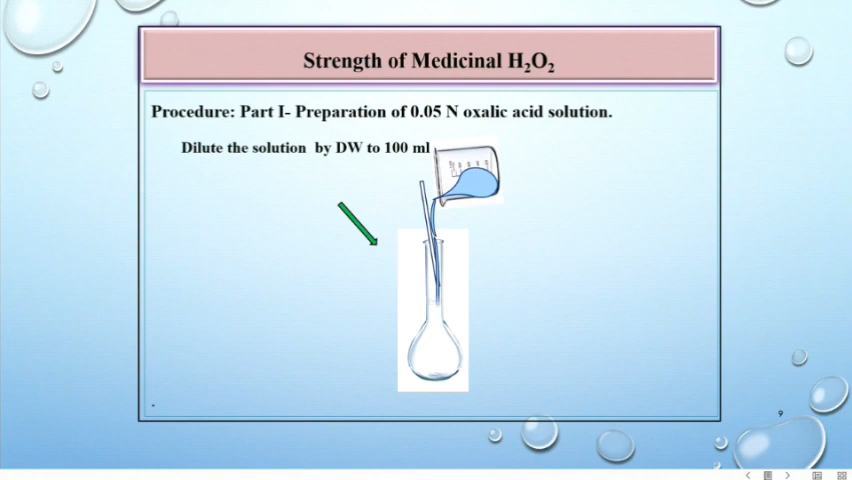 Strength of Medicinal H₂O₂
Procedure: Part I- Preparation of 0.05 N oxalic acid solution.
Dilute the solution by DW to 100 ml
9